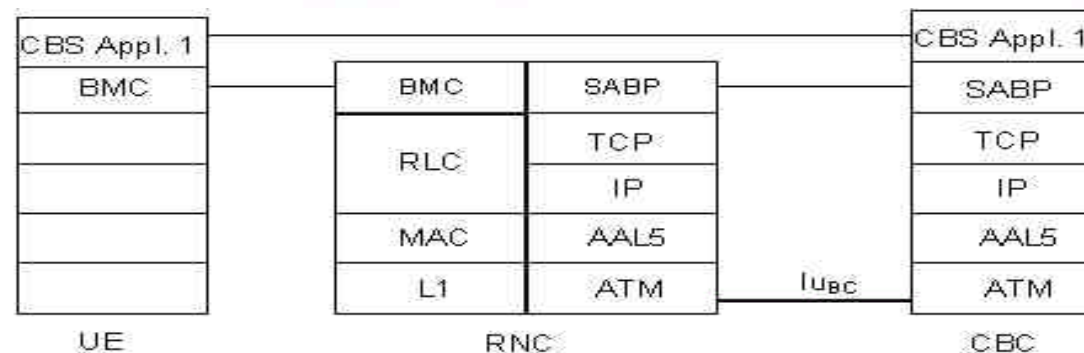 CBS Appl. 1
CBS Appl. 1
BMC
BMC
SABP
SABP
RLC
TCP
TCP
IP
IP
MAC
AAL5
AAL5
L1
ATM
IuBC
ATM
UE
RNC
CBC